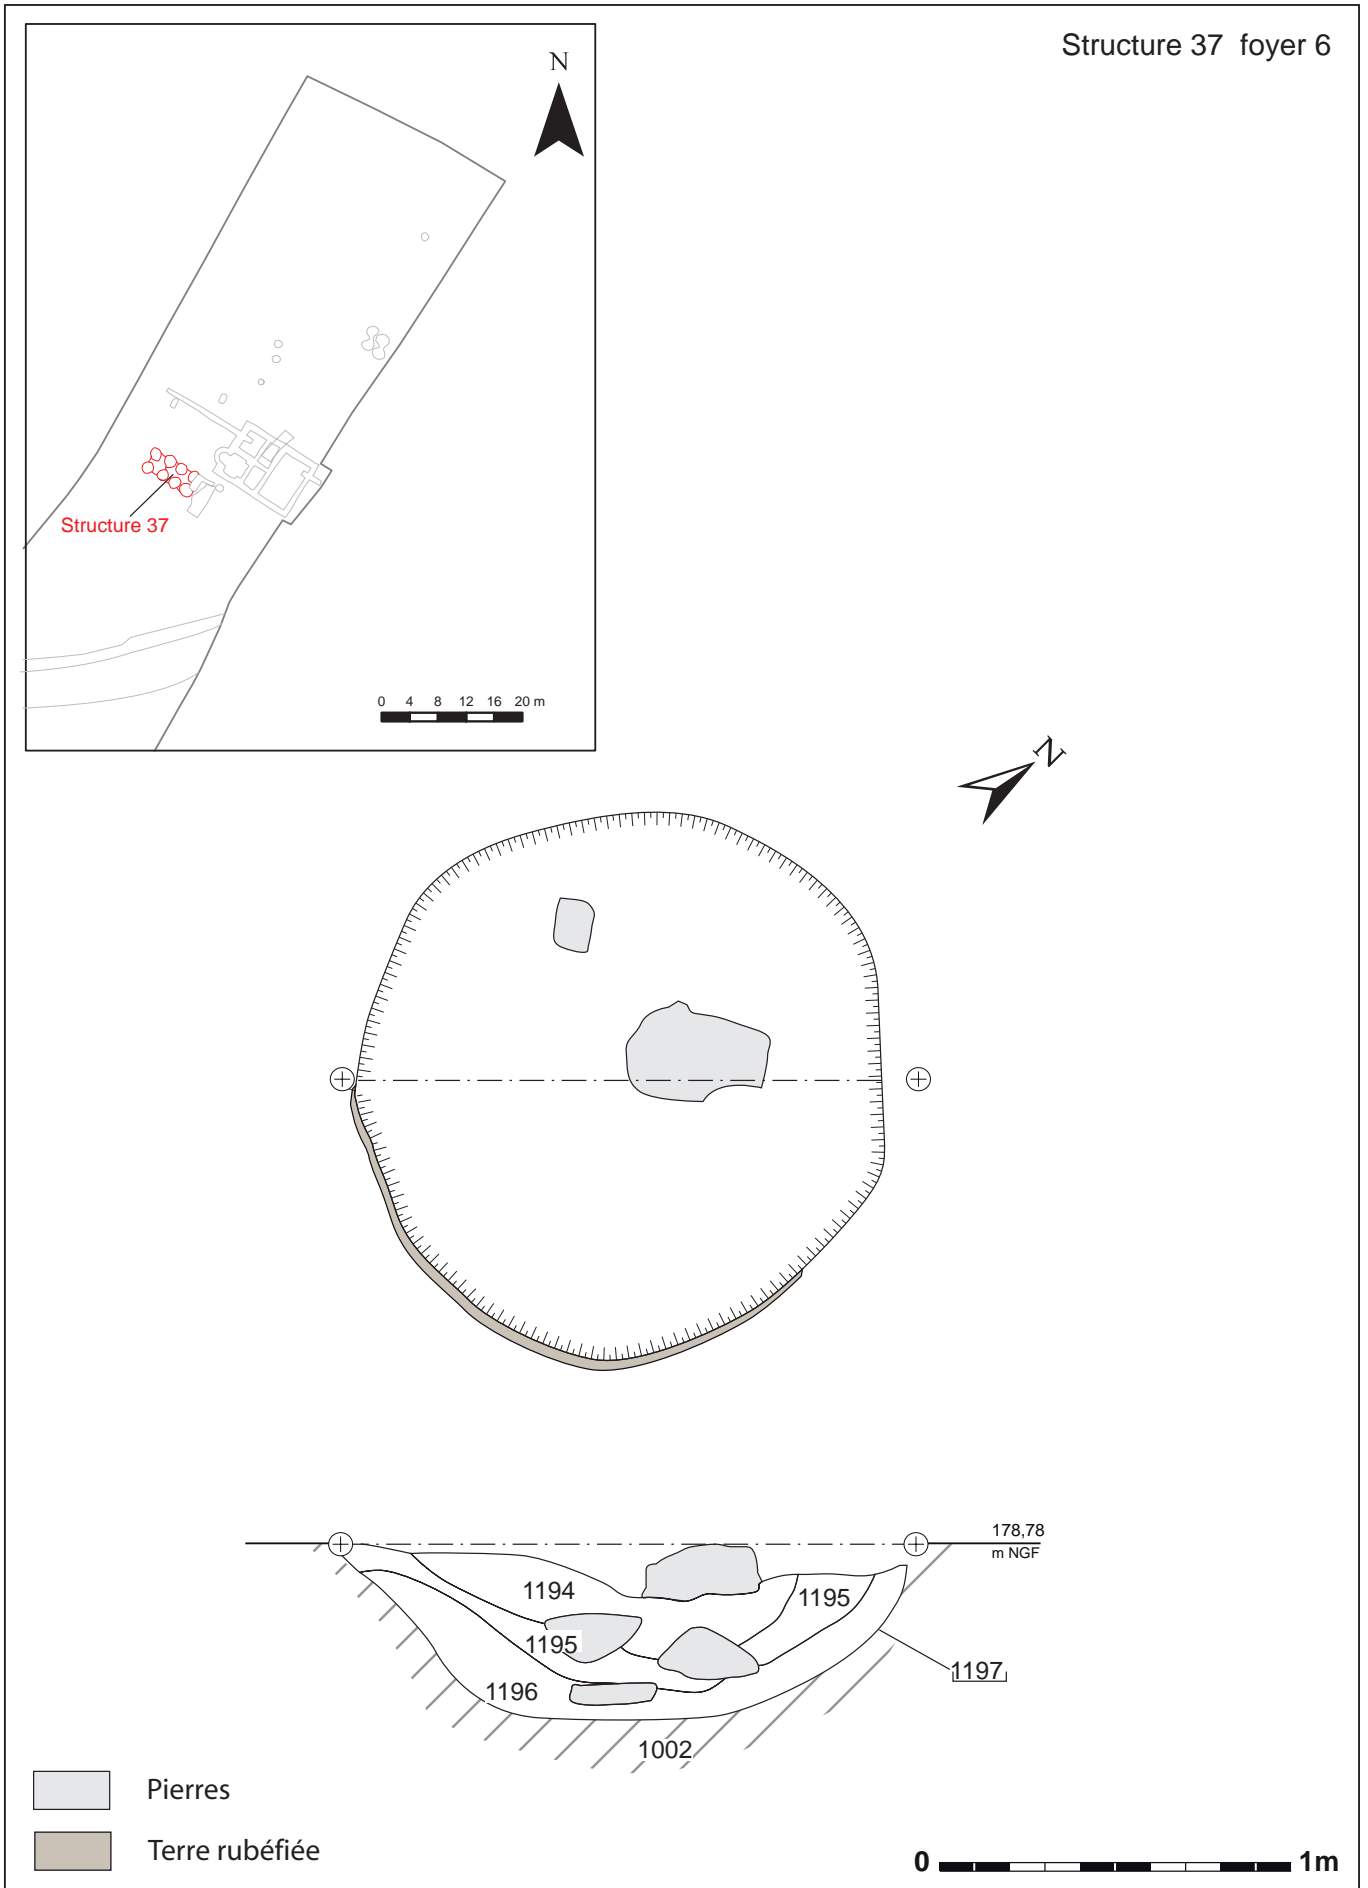 Structure 37 foyer 6
N
Structure 37
0 4 8 12 16 20 m
N
178,78
m NGF
1194
1195
1195
1197
1196
1002
Pierres
Terre rubéfiée
0 1m